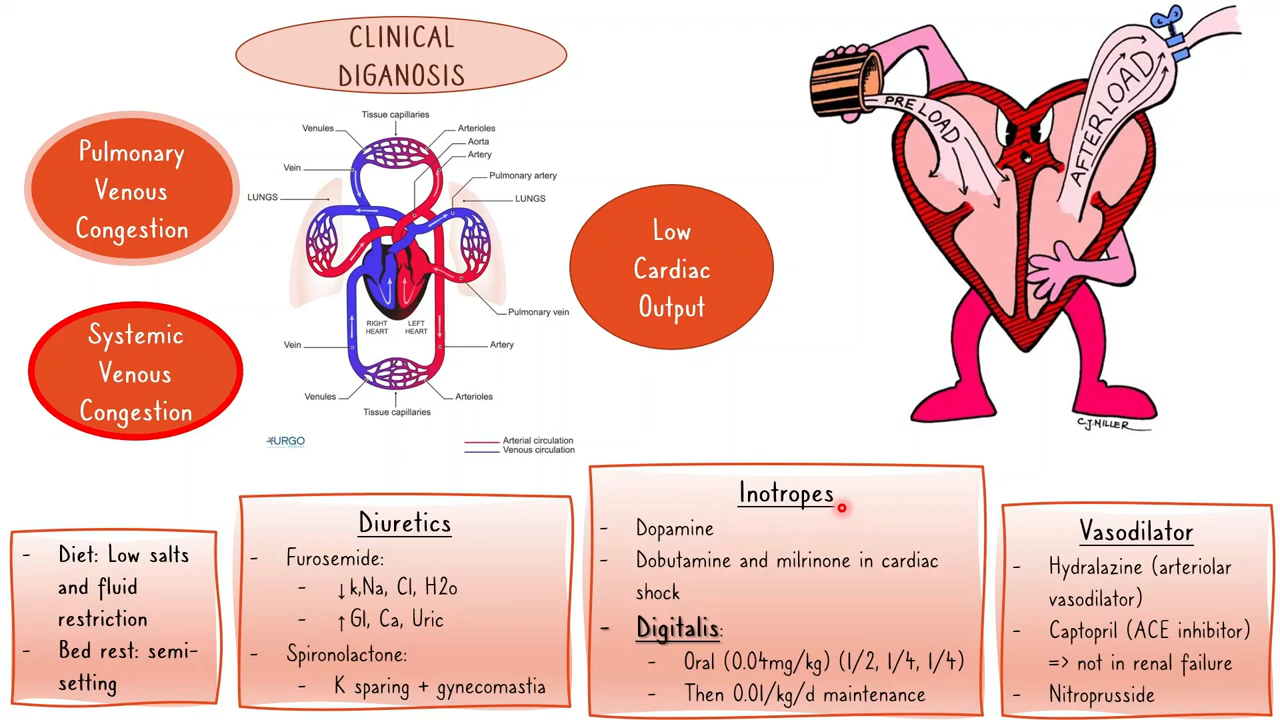 CLINICAL
DIGANOSIS
Pulmonary
Venous
Congestion
Systemic
Venous
Congestion
Tissue capillaries
Venules
Arterioles
Aorta
Artery
Vein
Pulmonary artery
LUNGS
LUNGS
RIGHT
HEART
LEFT
HEART
Pulmonary vein
Vein
Artery
Venules
Arterioles
Tissue capillaries
URGO
Arterial circulation
Venous circulation
Low
Cardiac
Output
PRELOAD
AFTERLOAD
C.J.MILLER
- Diet: Low salts
and fluid
restriction
- Bed rest: semi-
setting
Diuretics
- Furosemide:
- ↓k,Na, Cl, H2o
- ↑Gl, Ca, Uric
- Spironolactone:
- K sparing + gynecomastia
Inotropes
- Dopamine
- Dobutamine and milrinone in cardiac
shock
- Digitalis:
- Oral (0.04mg/kg) (1/2, 1/4, 1/4)
- Then 0.01/kg/d maintenance
Vasodilator
- Hydralazine (arteriolar
vasodilator)
- Captopril (ACE inhibitor)
=> not in renal failure
- Nitroprusside